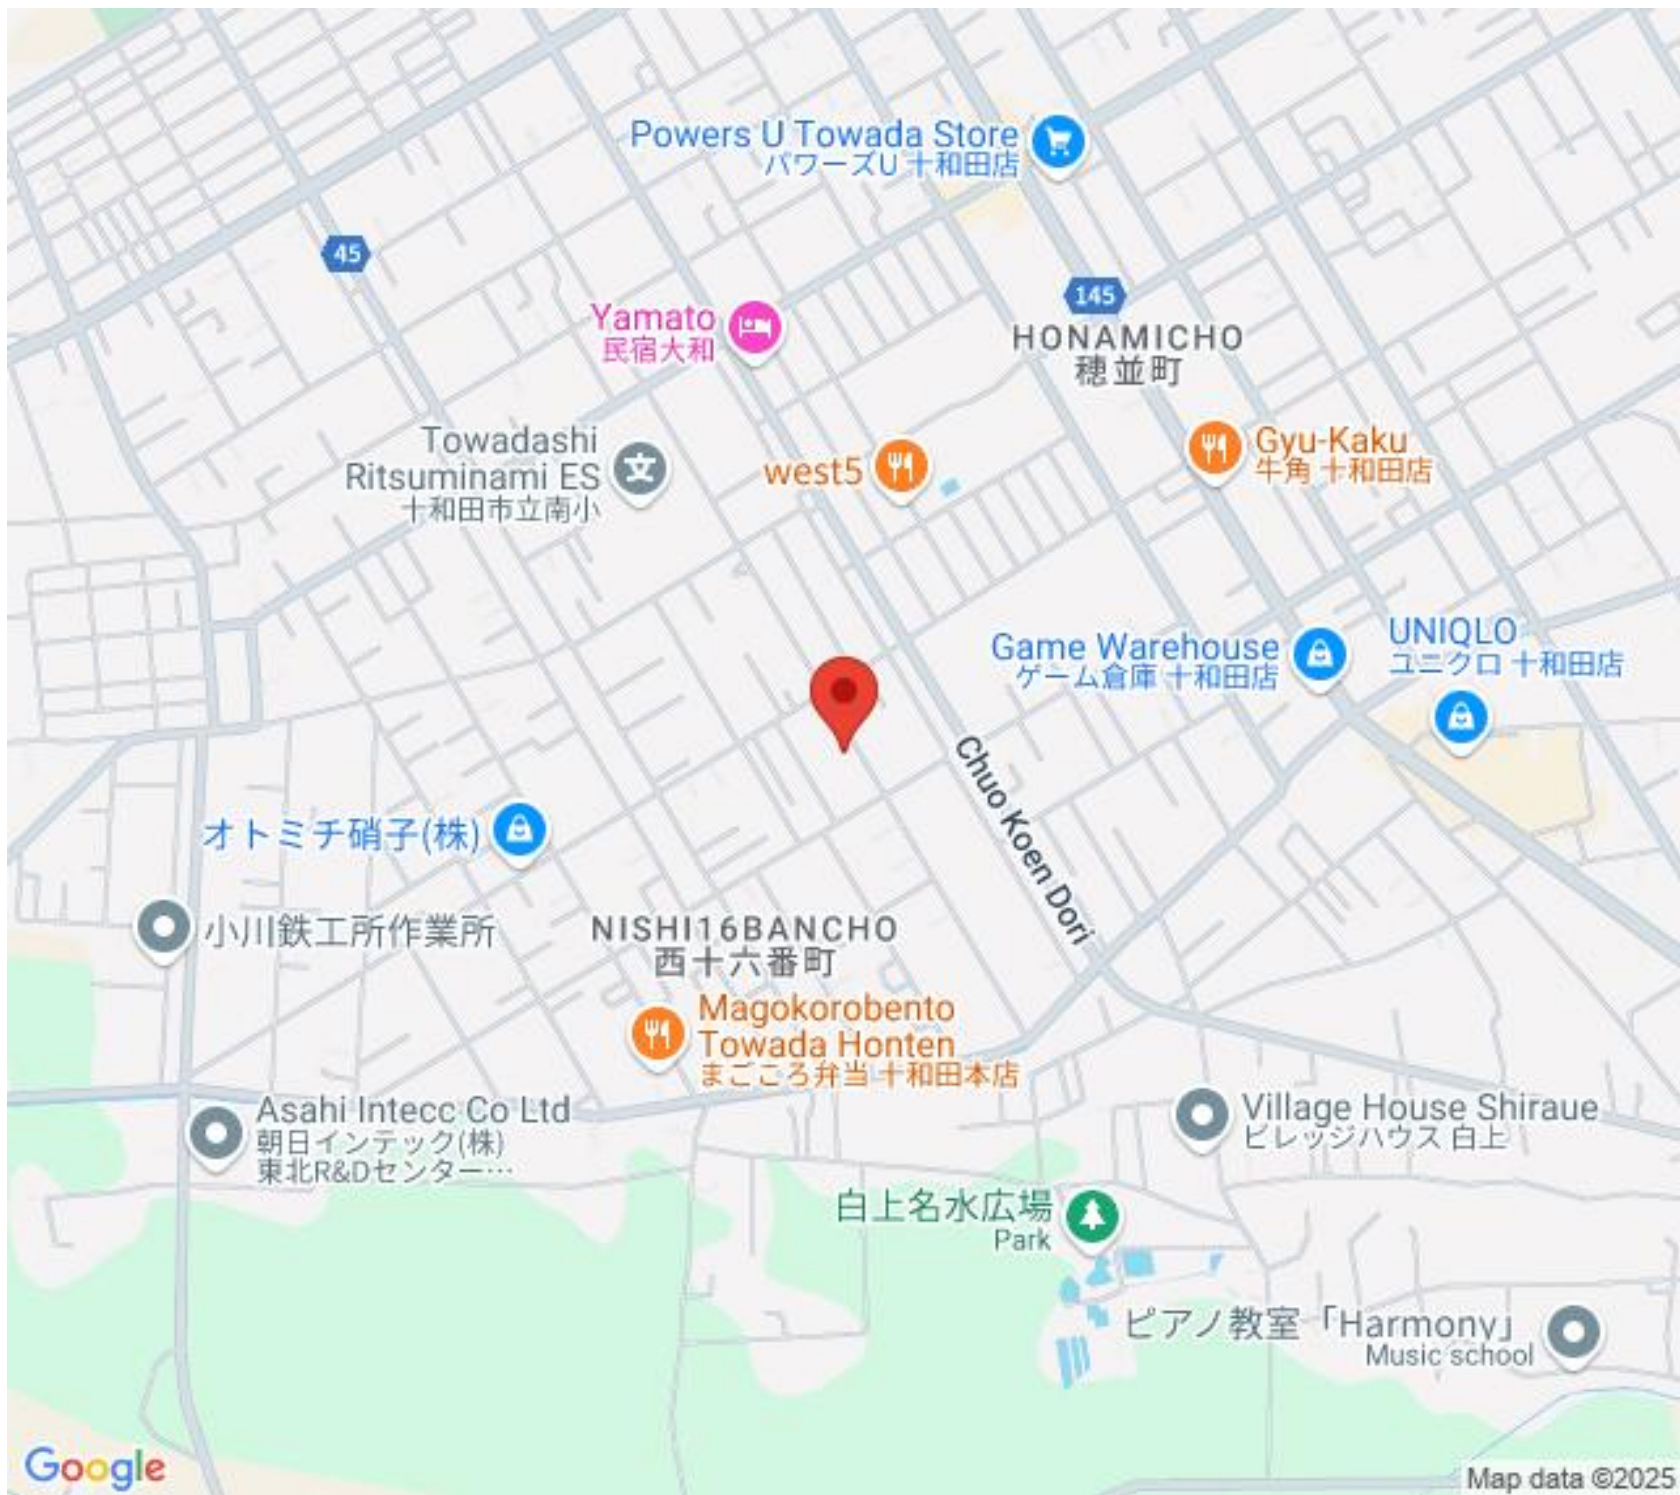 Powers U Towada Store
パワーズU 十和田店
45
145
Yamato
民宿大和
HONAMICHO
穂並町
Towadashi
Ritsuminami ES
十和田市立南小
文
west5
Gyu-Kaku
牛角 十和田店
Game Warehouse
ゲーム倉庫 十和田店
UNIQLO
ユニクロ 十和田店
Chuo Koen Dori
オトミチ硝子(株)
小川鉄工所作業所
NISHI16BANCHO
西十六番町
Magokorobento
Towada Honten
まごころ弁当 十和田本店
Asahi Intecc Co Ltd
朝日インテック(株)
東北R&Dセンター…
Village House Shiraue
ビレッジハウス 白上
白上名水広場
Park
ピアノ教室「Harmony」
Music school
Google
Map data ©2025